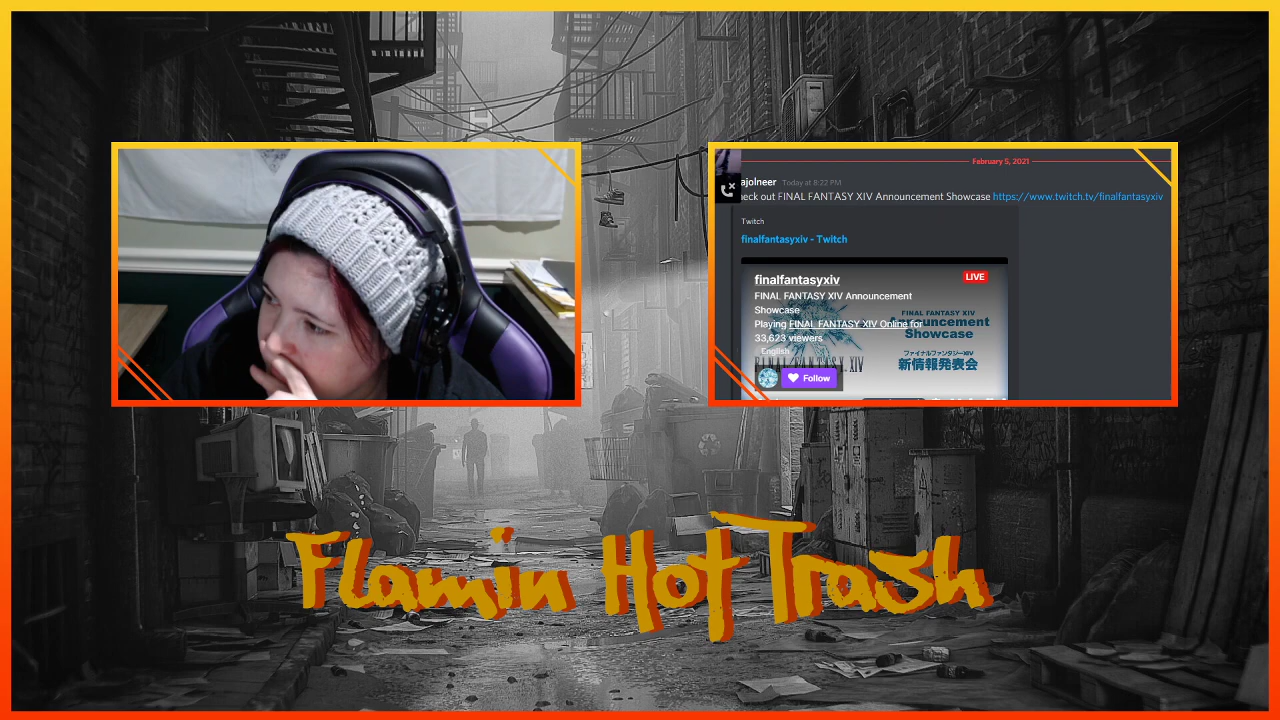 February 5, 2021
ajolneer Today at 8:22 PM
eck out FINAL FANTASY XIV Announcement Showcase https://www.twitch.tv/finalfantasyxiv
Twitch
finalfantasyxiv - Twitch
finalfantasyxiv
LIVE
FINAL FANTASY XIV Announcement
Showcase
Playing FINAL FANTASY XIV Online for
33,623 viewers
English
Follow
FINAL FANTASY XIV
Announcement
Showcase
ファイナルファンタジーXIV
新情報発表会
Flamin Hot Trash